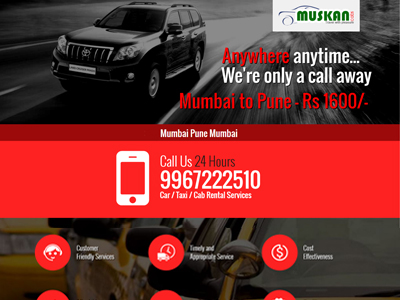 MUSKAN
Anywhere anytime...
We're only a call away
Mumbai to Pune - Rs 1600/-
Mumbai Pune Mumbai
Call Us 24 Hours
9967222510
Car / Taxi / Cab Rental Services
Customer
Friendly Services
Timely and
Appropriate Service
Cost
Effectiveness